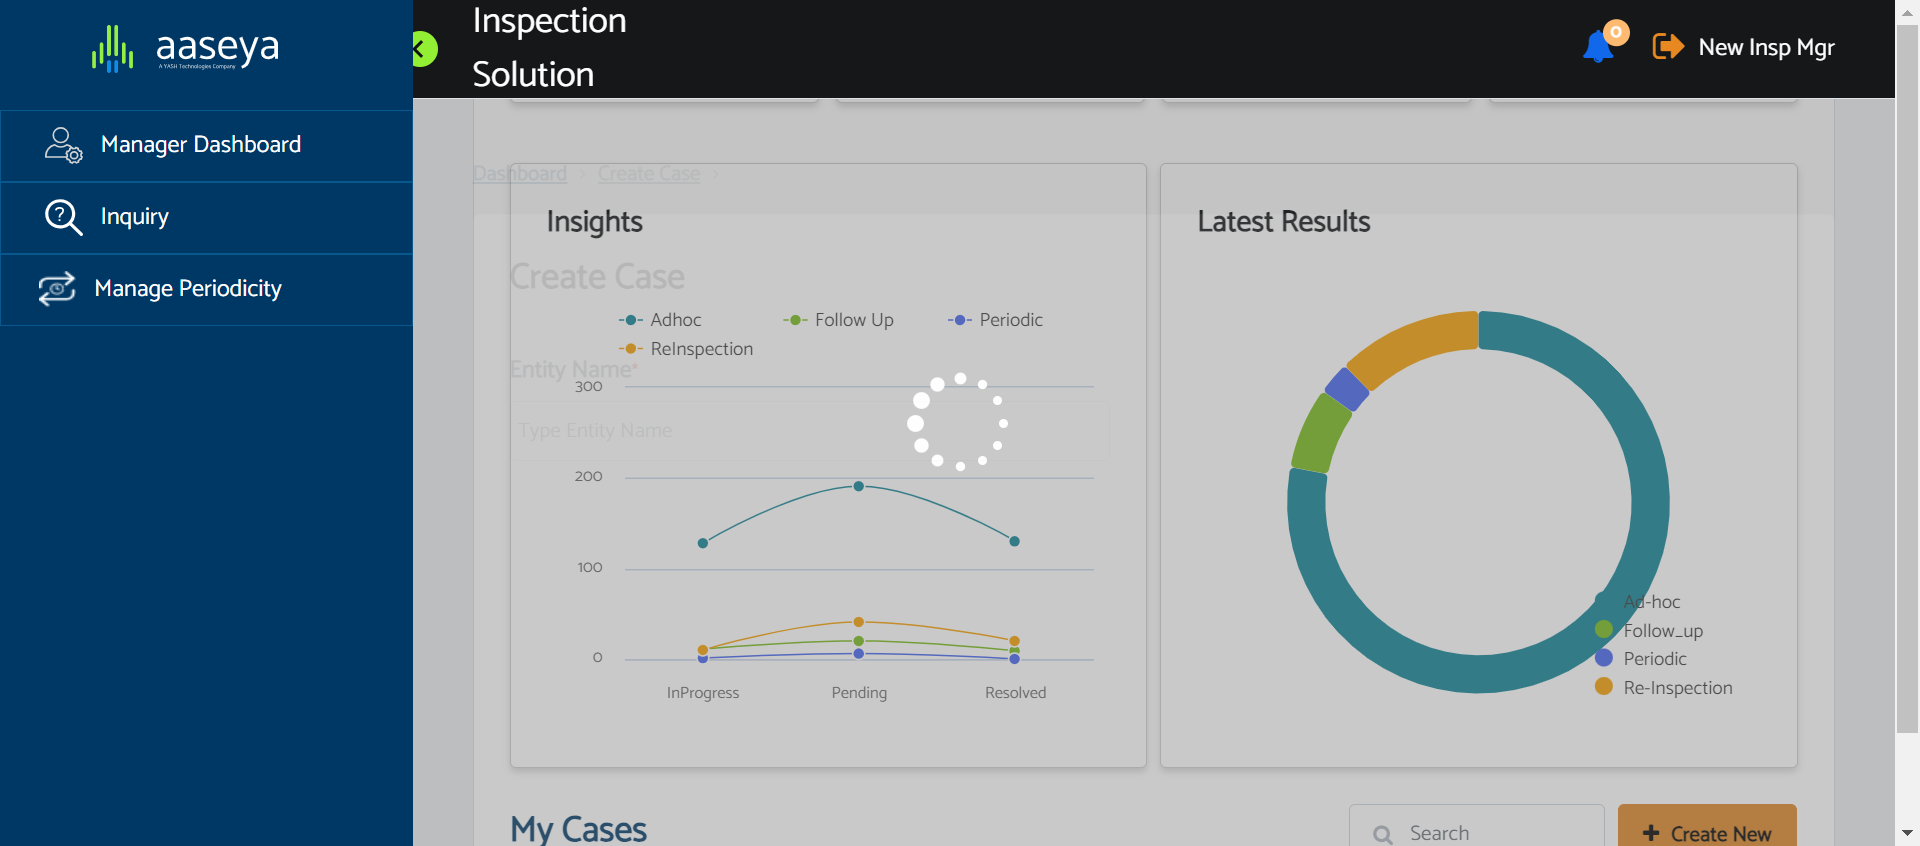 aaseya
A YASH Technologies Company
Inspection
Solution
0
New Insp Mgr
Manager Dashboard
Inquiry
Manage Periodicity
Dashboard > Create Case >
Insights
Latest Results
Create Case
Adhoc
Follow Up
Periodic
ReInspection
Entity Name*
300
Type Entity Name
200
100
0
InProgress
Pending
Resolved
Ad-hoc
Follow_up
Periodic
Re-Inspection
My Cases
Search
+ Create New